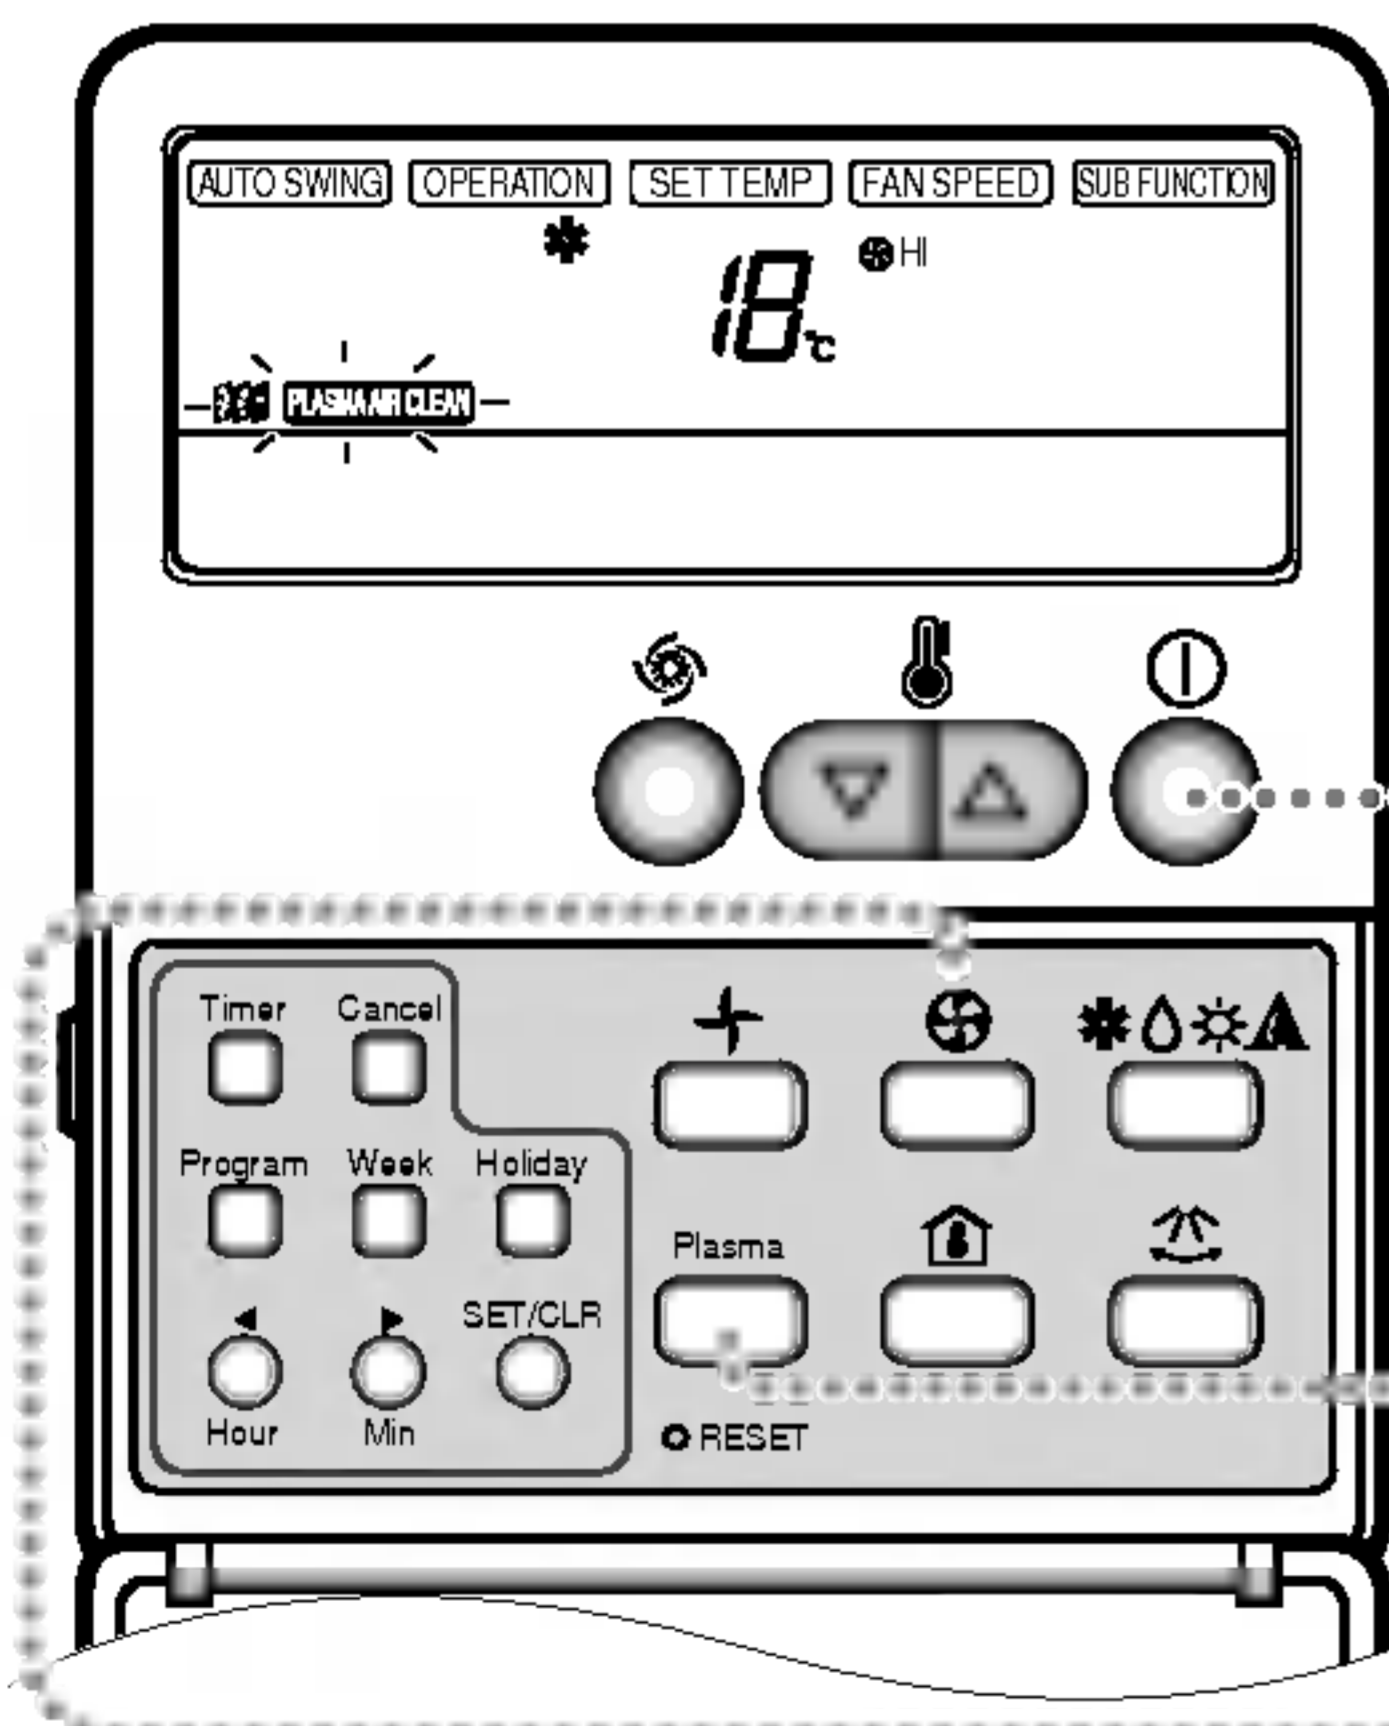 AUTO SWING OPERATION SET TEMP FAN SPEED SUB FUNCTION
HI
18°C
PLASMA AIR CLEAN
Timer Cancel
Program Week Holiday
Plasma
SET/CLR
Hour Min
RESET